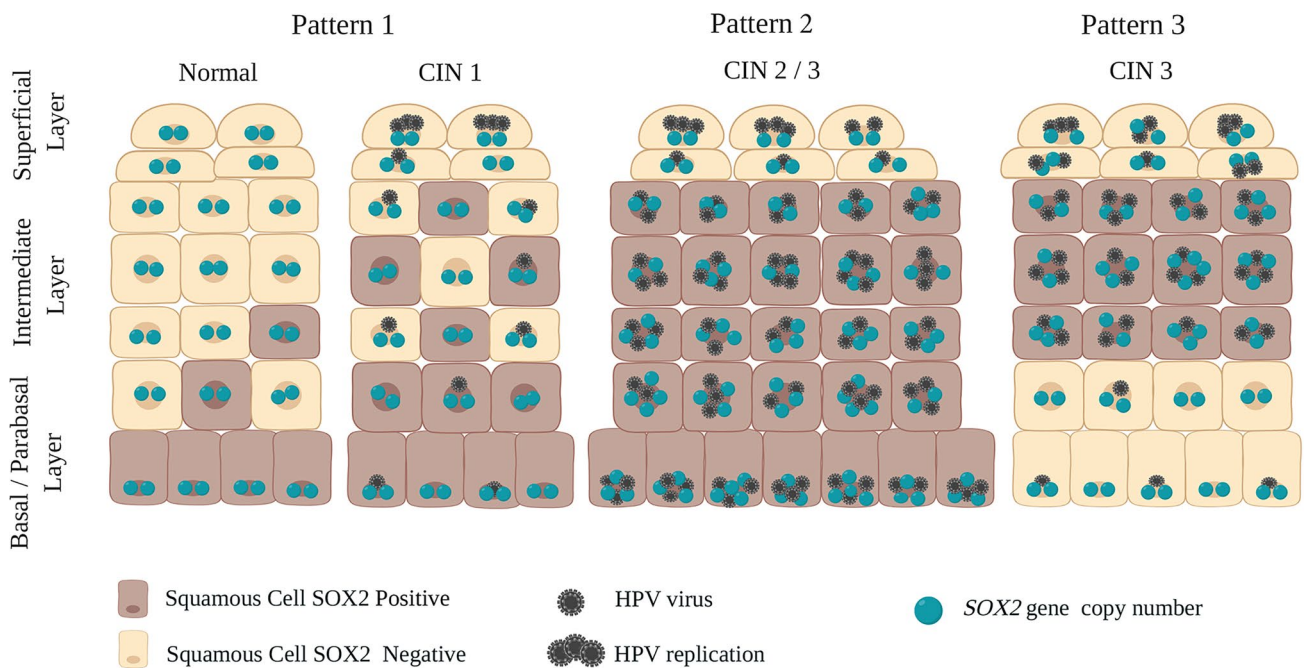 Pattern 1
Pattern 2
Pattern 3
Normal
CIN 1
CIN 2 / 3
CIN 3
Superficial
Layer
Intermediate
Layer
Basal / Parabasal
Layer
Squamous Cell SOX2 Positive
HPV virus
SOX2 gene copy number
Squamous Cell SOX2 Negative
HPV replication